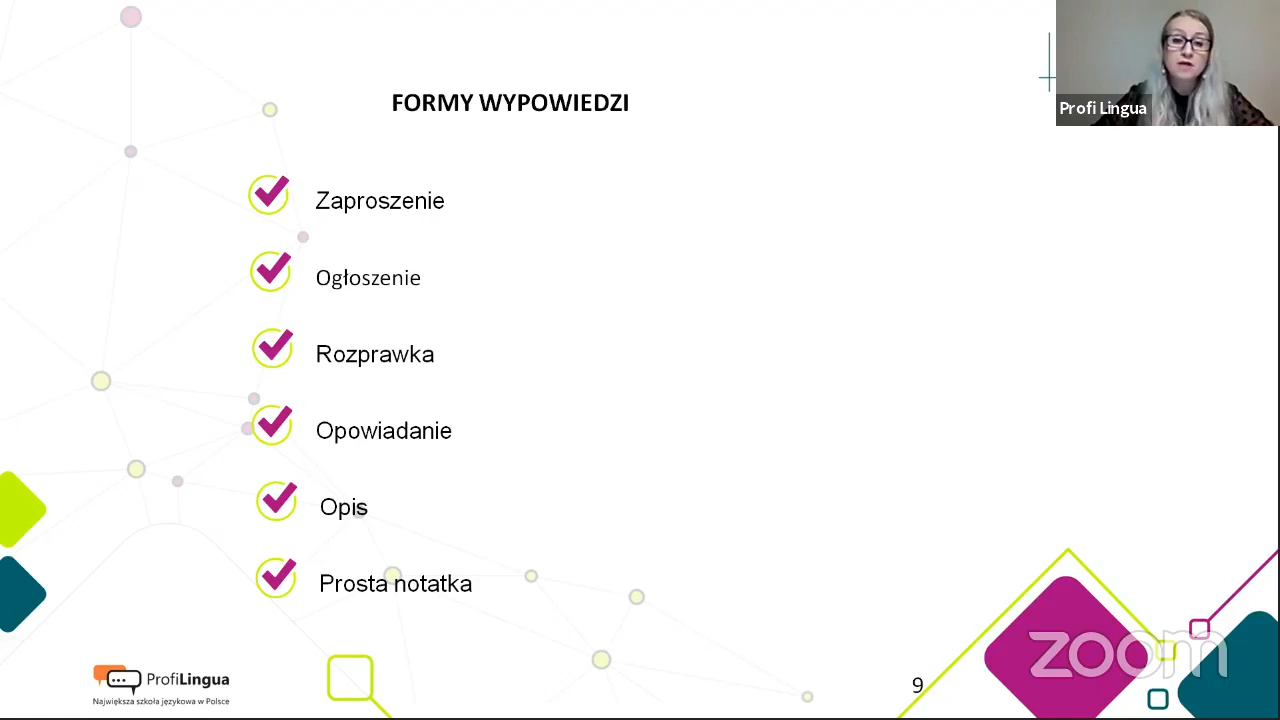 FORMY WYPOWIEDZI
Profi Lingua
Zaproszenie
Ogłoszenie
Rozprawka
Opowiadanie
Opis
Prosta notatka
ProfiLingua
Największa szkoła językowa w Polsce
9
zoom